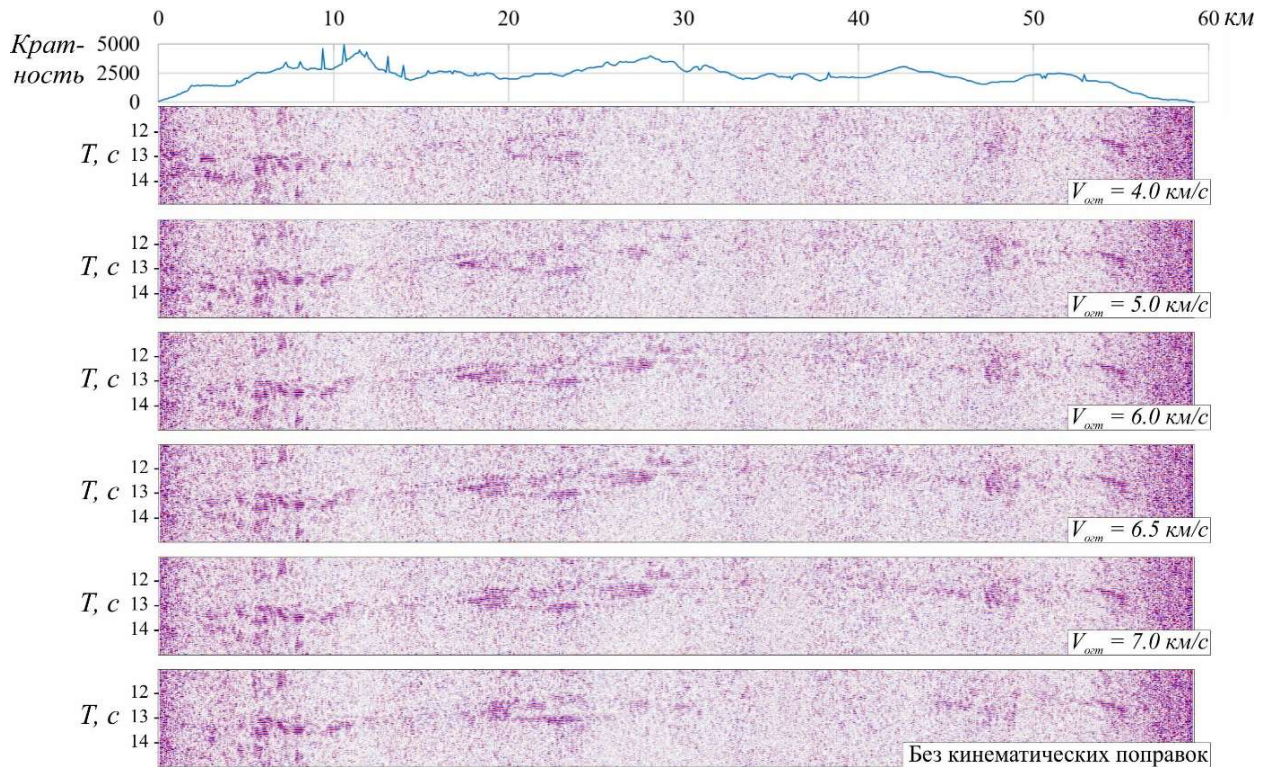 0 10 20 30 40 50 60 км
Крат-
ность
5000
2500
0
T, с
12
13
14
Vогт = 4.0 км/с
T, с
12
13
14
Vогт = 5.0 км/с
T, с
12
13
14
Vогт = 6.0 км/с
T, с
12
13
14
Vогт = 6.5 км/с
T, с
12
13
14
Vогт = 7.0 км/с
T, с
12
13
14
Без кинематических поправок